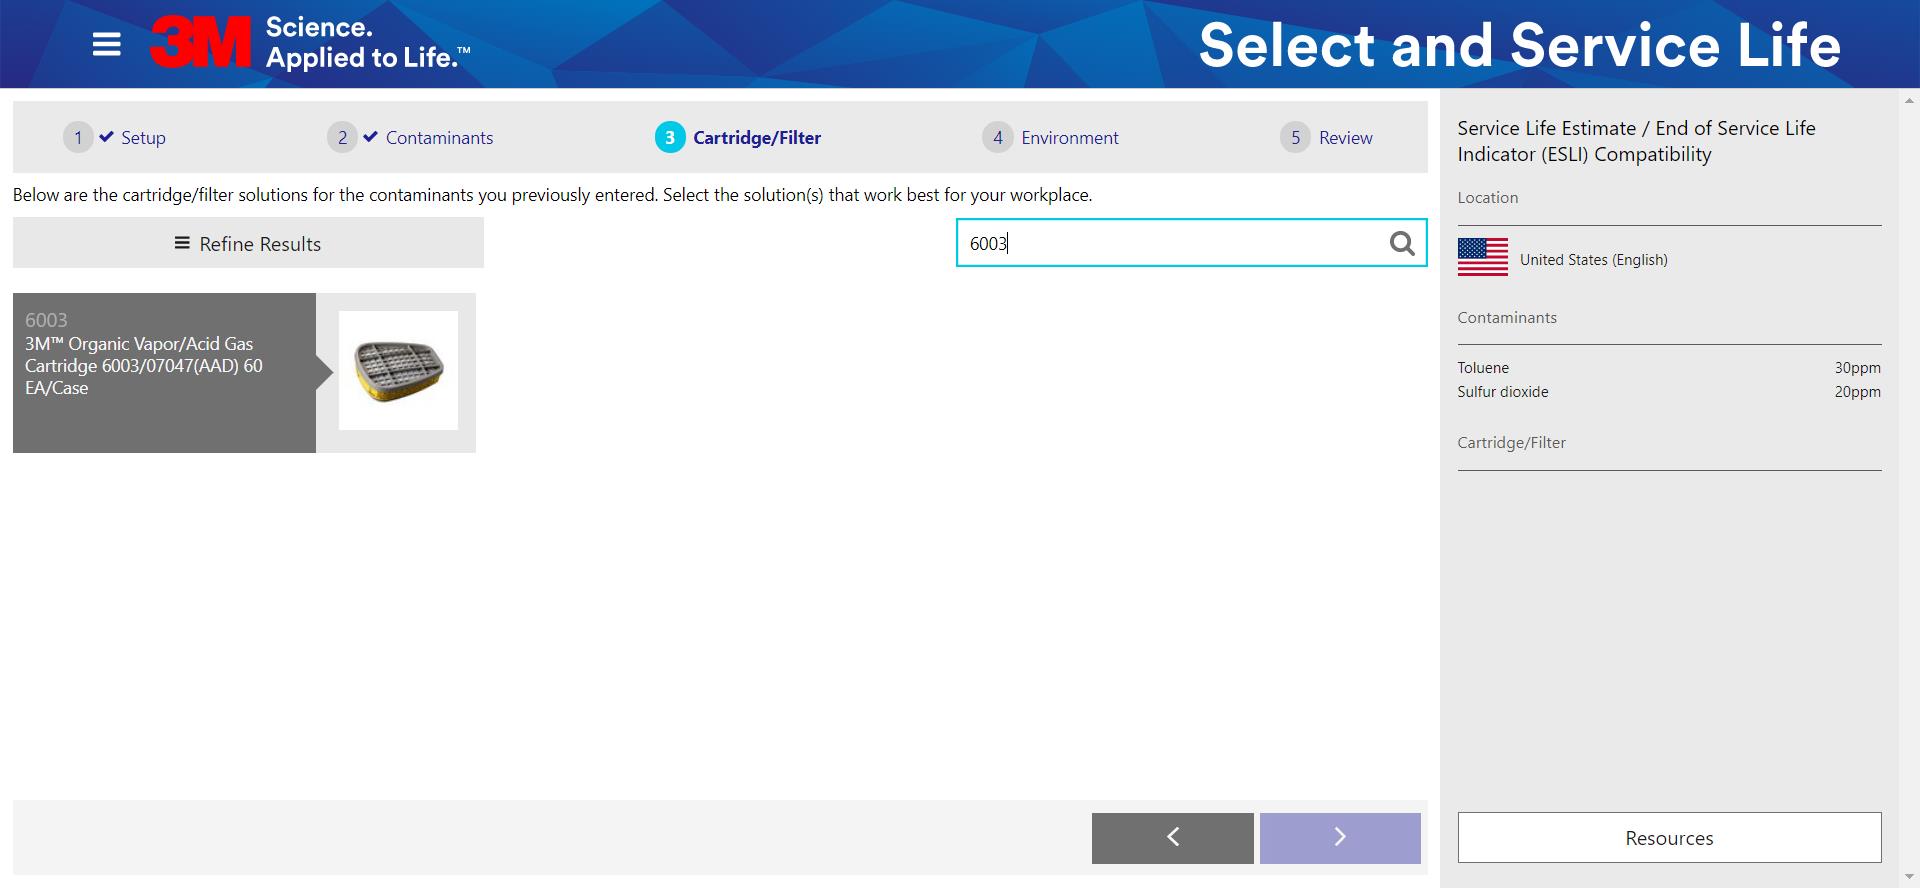 3M Science.
Applied to Life.™
Select and Service Life
1 Setup
2 Contaminants
3 Cartridge/Filter
4 Environment
5 Review
Below are the cartridge/filter solutions for the contaminants you previously entered. Select the solution(s) that work best for your workplace.
Refine Results
6003
6003
3M™ Organic Vapor/Acid Gas
Cartridge 6003/07047(AAD) 60
EA/Case
Service Life Estimate / End of Service Life
Indicator (ESLI) Compatibility
Location
United States (English)
Contaminants
Toluene 30ppm
Sulfur dioxide 20ppm
Cartridge/Filter
Resources